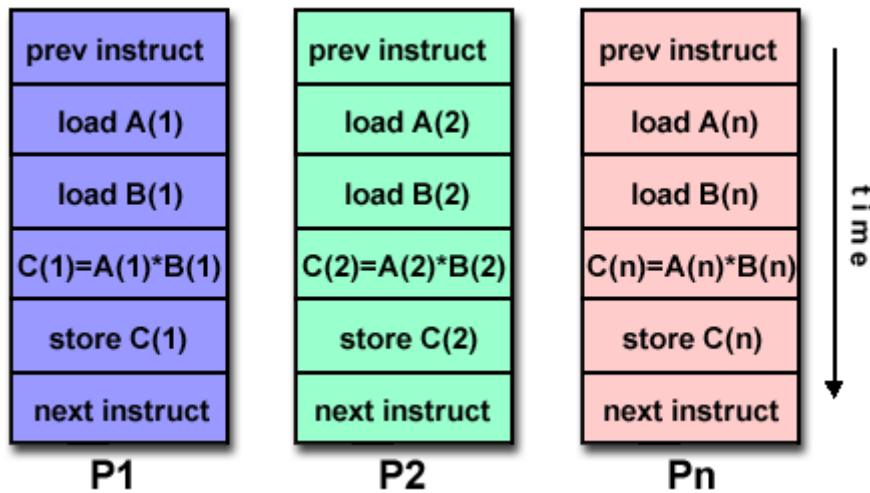 prev instruct
load A(1)
load B(1)
C(1)=A(1)*B(1)
store C(1)
next instruct
P1
prev instruct
load A(2)
load B(2)
C(2)=A(2)*B(2)
store C(2)
next instruct
P2
prev instruct
load A(n)
load B(n)
C(n)=A(n)*B(n)
store C(n)
next instruct
Pn
time